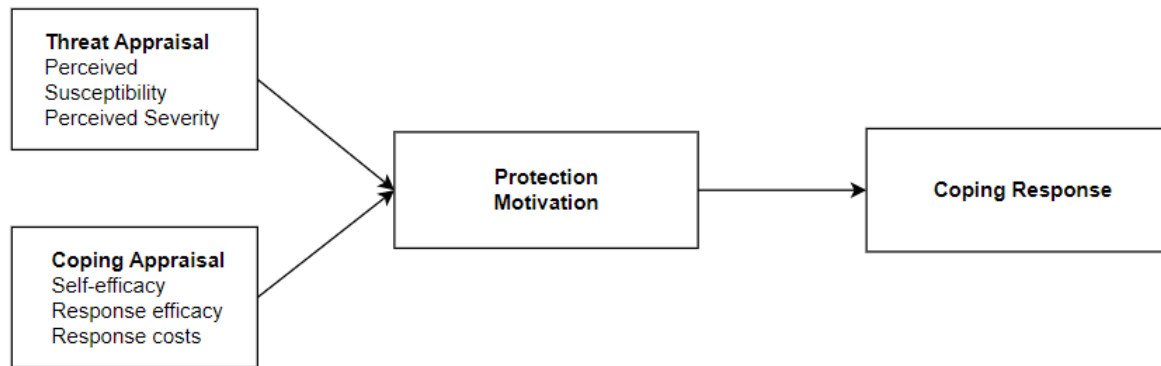 Threat Appraisal
Perceived
Susceptibility
Perceived Severity
Coping Appraisal
Self-efficacy
Response efficacy
Response costs
Protection
Motivation
Coping Response